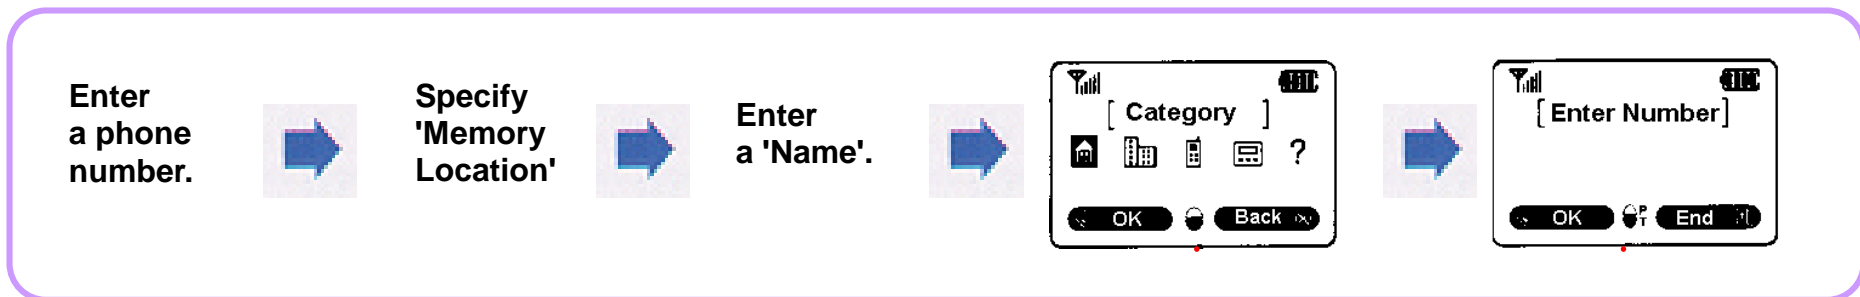 Enter
a phone
number.
Specify
'Memory
Location'
Enter
a 'Name'.
[ Category ]
?
OK
Back
[Enter Number]
OK
P
T
End